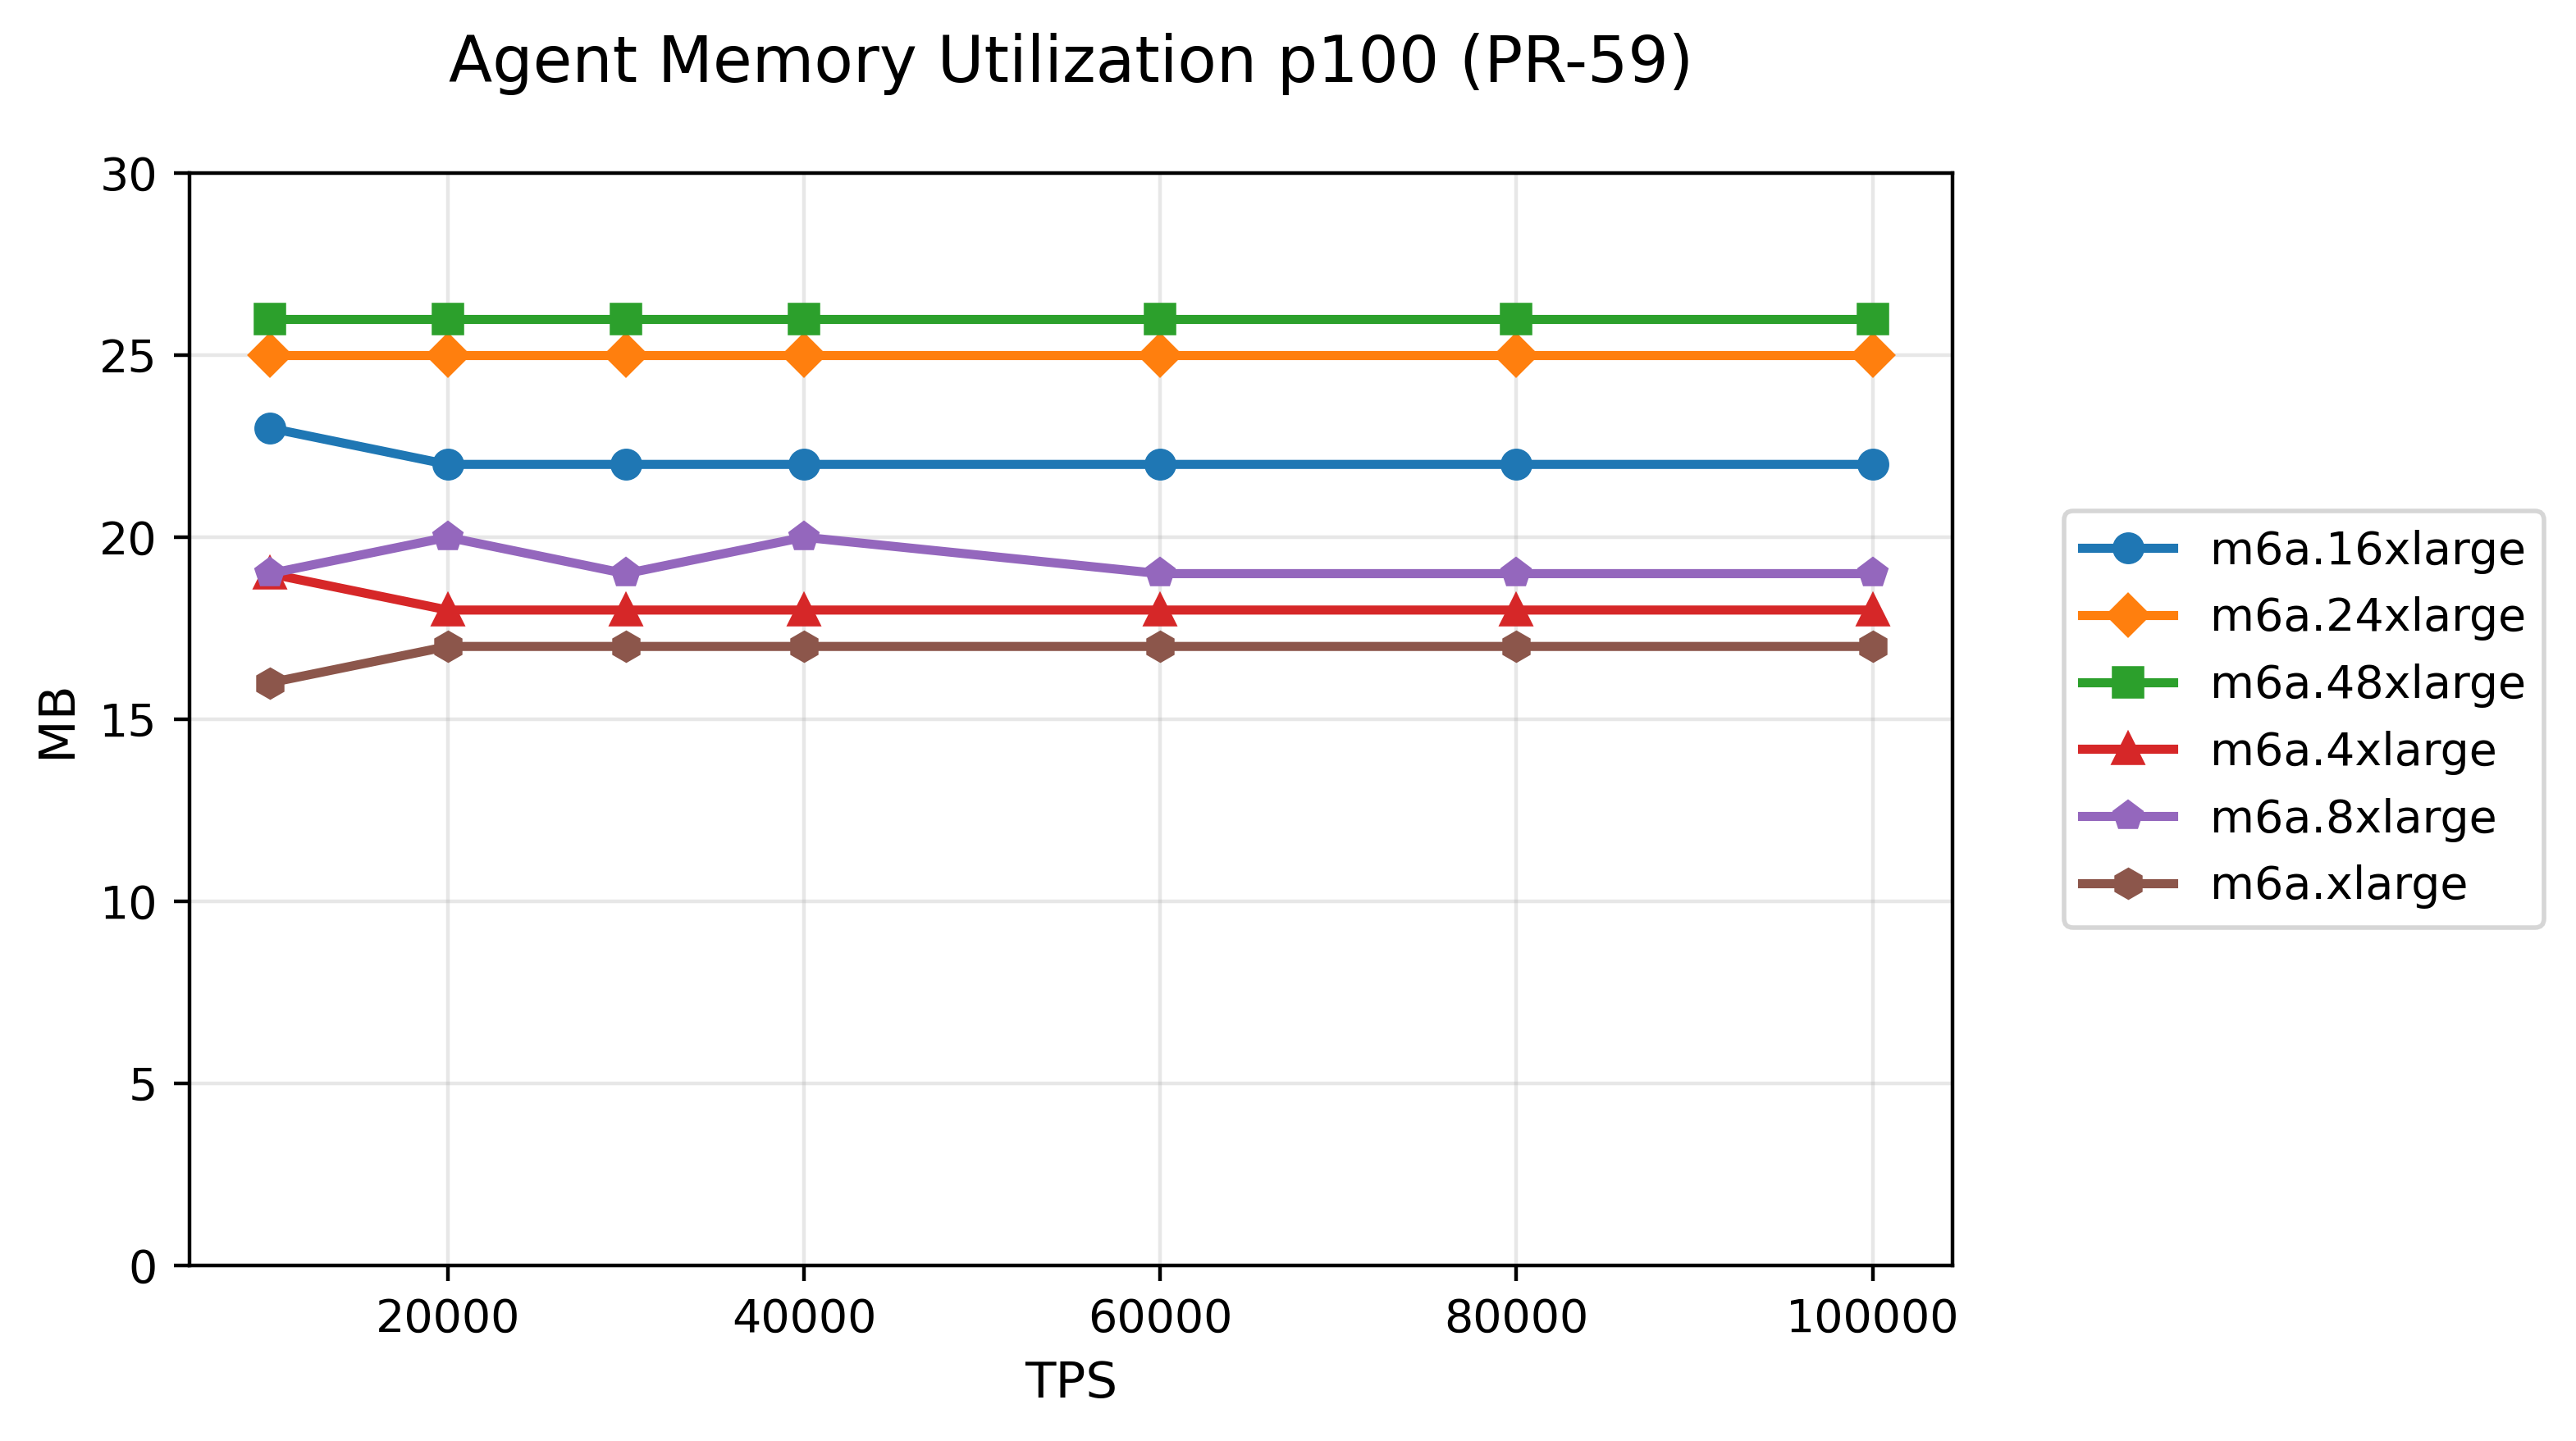 Agent Memory Utilization p100 (PR-59)
30
25
20
15
10
5
0
MB
20000
40000
60000
80000
100000
TPS
m6a.16xlarge
m6a.24xlarge
m6a.48xlarge
m6a.4xlarge
m6a.8xlarge
m6a.xlarge